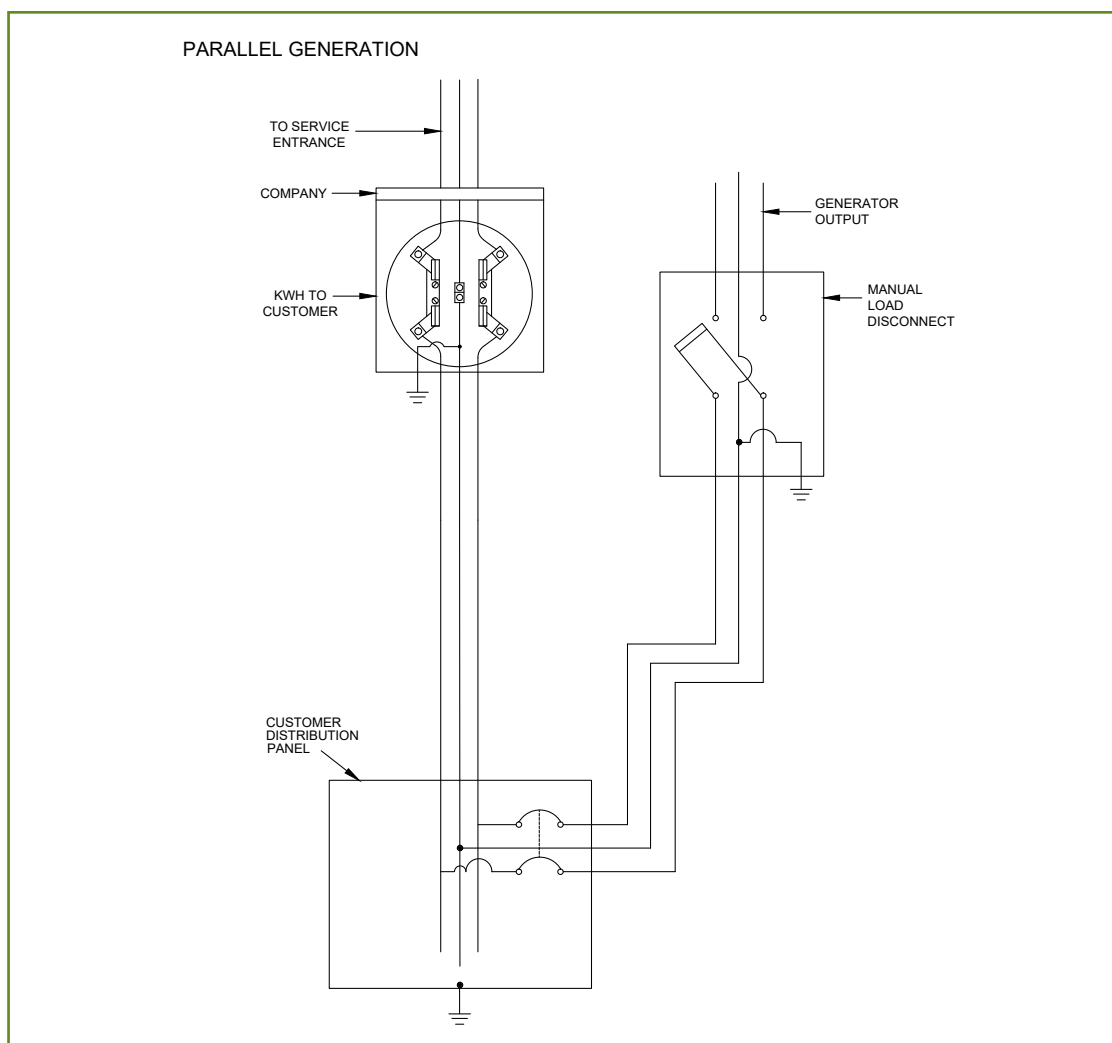 PARALLEL GENERATION
TO SERVICE
ENTRANCE
COMPANY
GENERATOR
OUTPUT
KWH TO
CUSTOMER
MANUAL
LOAD
DISCONNECT
CUSTOMER
DISTRIBUTION
PANEL